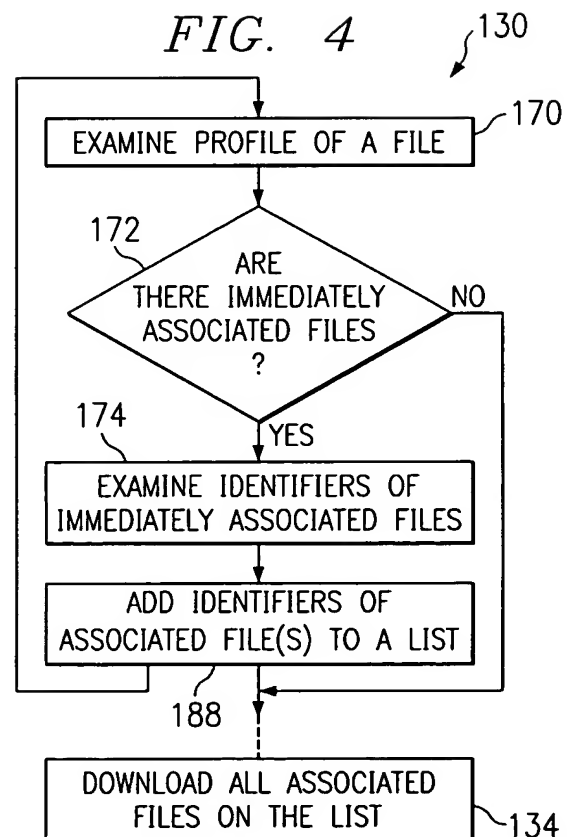 FIG. 4
130
EXAMINE PROFILE OF A FILE
170
172
ARE
THERE IMMEDIATELY
ASSOCIATED FILES
?
NO
YES
174
EXAMINE IDENTIFIERS OF
IMMEDIATELY ASSOCIATED FILES
ADD IDENTIFIERS OF
ASSOCIATED FILE(S) TO A LIST
188
DOWNLOAD ALL ASSOCIATED
FILES ON THE LIST
134